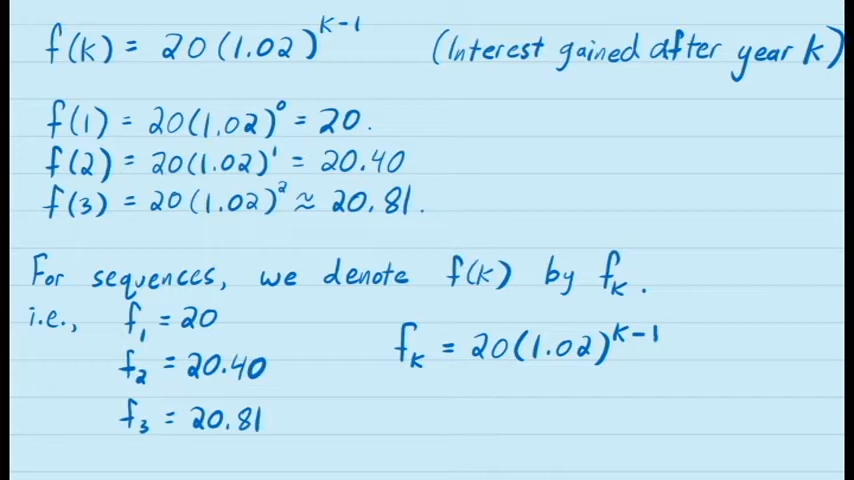 f(k) = 20(1.02)^{k-1} (Interest gained after year k)
f(1) = 20(1.02)^0 = 20.
f(2) = 20(1.02)^1 = 20.40
f(3) = 20(1.02)^2 ≈ 20.81.
For sequences, we denote f(k) by f_k.
i.e., f_1 = 20
f_k = 20(1.02)^{k-1}
f_2 = 20.40
f_3 = 20.81